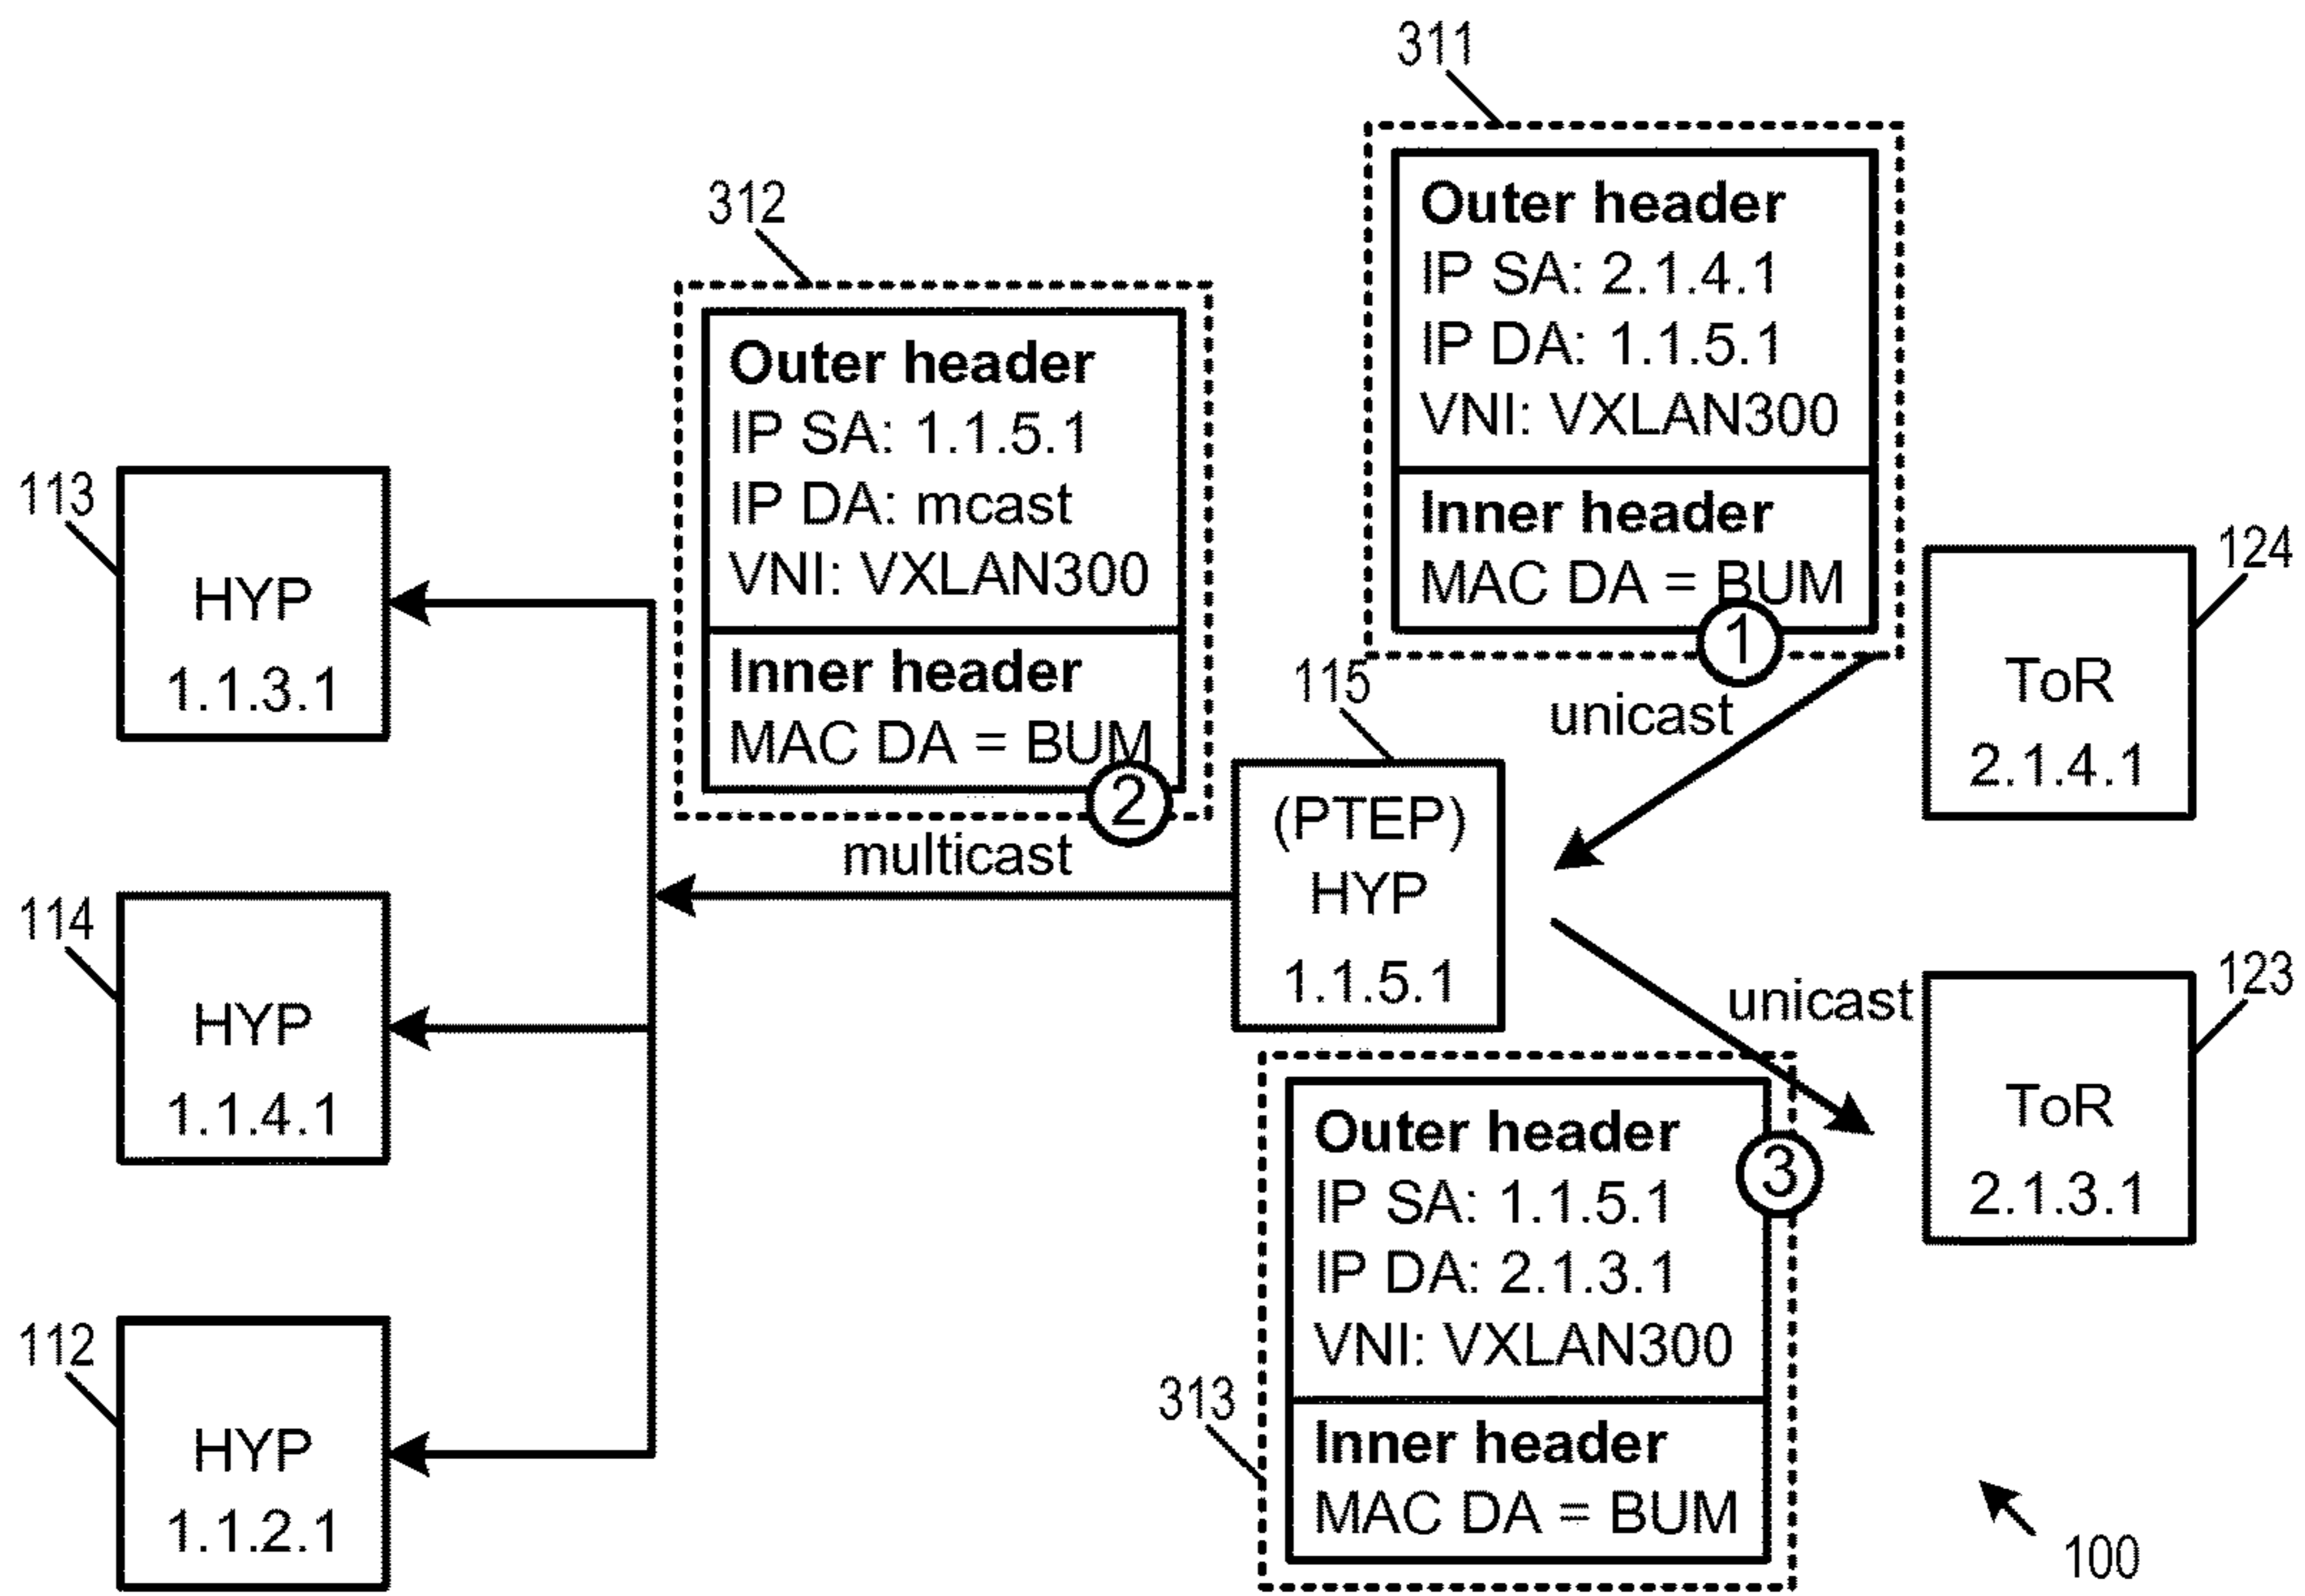 311
Outer header
IP SA: 2.1.4.1
IP DA: 1.1.5.1
VNI: VXLAN300
Inner header
MAC DA = BUM
1
unicast
312
Outer header
IP SA: 1.1.5.1
IP DA: mcast
VNI: VXLAN300
Inner header
MAC DA = BUM
2
multicast
113
HYP
1.1.3.1
114
HYP
1.1.4.1
112
HYP
1.1.2.1
115
(PTEP)
HYP
1.1.5.1
124
ToR
2.1.4.1
123
ToR
2.1.3.1
unicast
3
313
Outer header
IP SA: 1.1.5.1
IP DA: 2.1.3.1
VNI: VXLAN300
Inner header
MAC DA = BUM
100